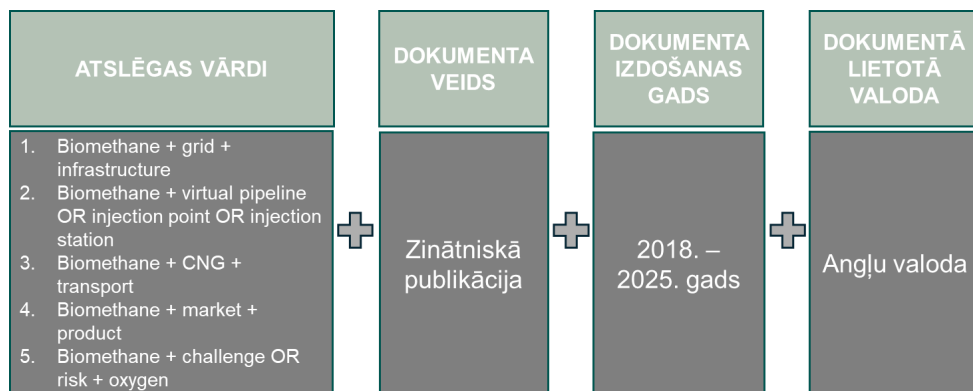 ATSLĒGAS VĀRDI
1. Biomethane + grid +
infrastructure
2. Biomethane + virtual pipeline
OR injection point OR injection
station
3. Biomethane + CNG +
transport
4. Biomethane + market +
product
5. Biomethane + challenge OR
risk + oxygen
DOKUMENTA
VEIDS
Zinātniskā
publikācija
DOKUMENTA
IZDOŠANAS
GADS
2018. –
2025. gads
DOKUMENTĀ
LIETOTĀ
VALODA
Angļu valoda